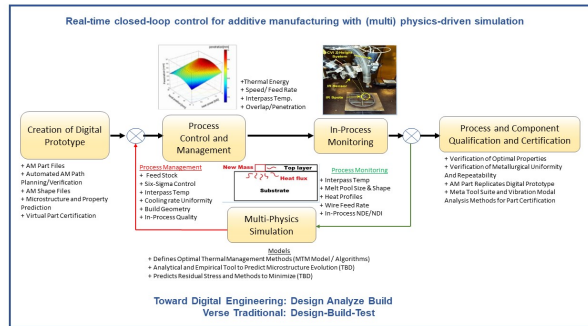 Real-time closed-loop control for additive manufacturing with (multi) physics-driven simulation
+Thermal Energy
+ Speed/ Feed Rate
+ Interpass Temp.
+ Overlap/Penetration
System
IR Sensor
Creation of Digital
Prototype
Process
Control and
Management
In-Process
Monitoring
Process and Component
Qualification and Certification
+ AM Part Files
+ Automated AM Path
Planning/Verification
+ AM Shape Files
+ Microstructure and Property
Prediction
+ Virtual Part Certification
Process Management
+ Feed Stock
+ Six-Sigma Control
+ Interpass Temp
+ Cooling rate Uniformity
+ Build Geometry
+ In-Process Quality
New Mass
Top layer
Heat flux
Substrate
Process Monitoring
+ Interpass Temp
+ Melt Pool Size & Shape
+ Heat Profiles
+ Wire Feed Rate
+ In-Process NDE/NDI
+ Verification of Optimal Properties
+ Verification of Metallurgical Uniformity
And Repeatability
+ AM Part Replicates Digital Prototype
+ Meta Tool Suite and Vibration Modal
Analysis Methods for Part Certification
Multi-Physics
Simulation
Models
+ Defines Optimal Thermal Management Methods (MTM Model / Algorithms)
+ Analytical and Empirical Tool to Predict Microstructure Evolution (TBD)
+ Predicts Residual Stress and Methods to Minimize (TBD)
Toward Digital Engineering: Design Analyze Build
Verse Traditional: Design-Build-Test